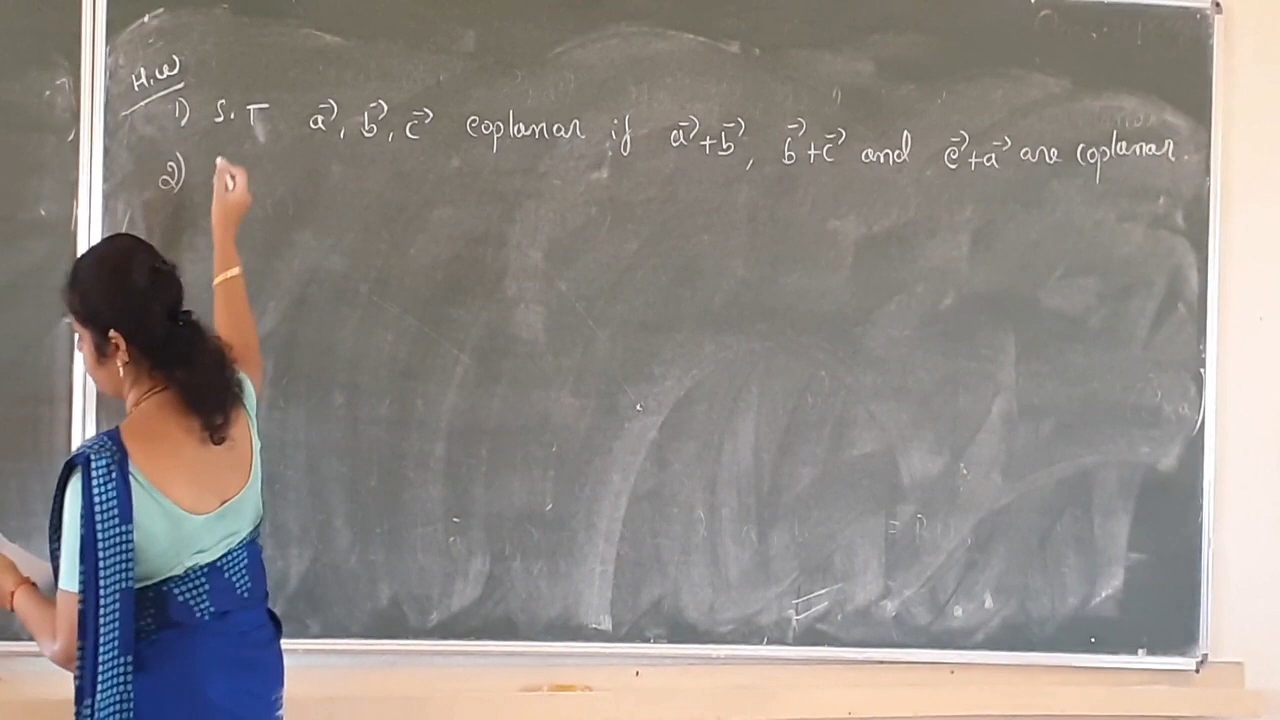 H.W
1) S.T a⃗, b⃗, c⃗ coplanar if a⃗+b⃗, b⃗+c⃗ and c⃗+a⃗ are coplanar.
2)